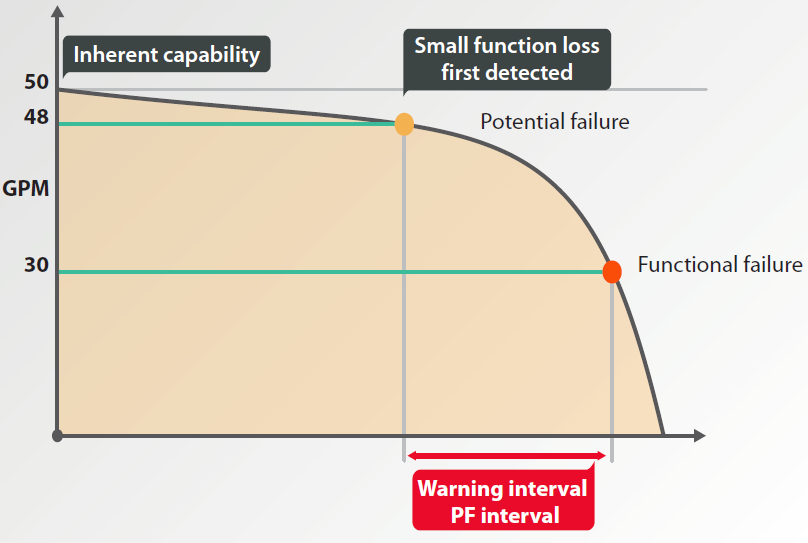 Inherent capability
Small function loss
first detected
50
48
Potential failure
GPM
30
Functional failure
Warning interval
PF interval